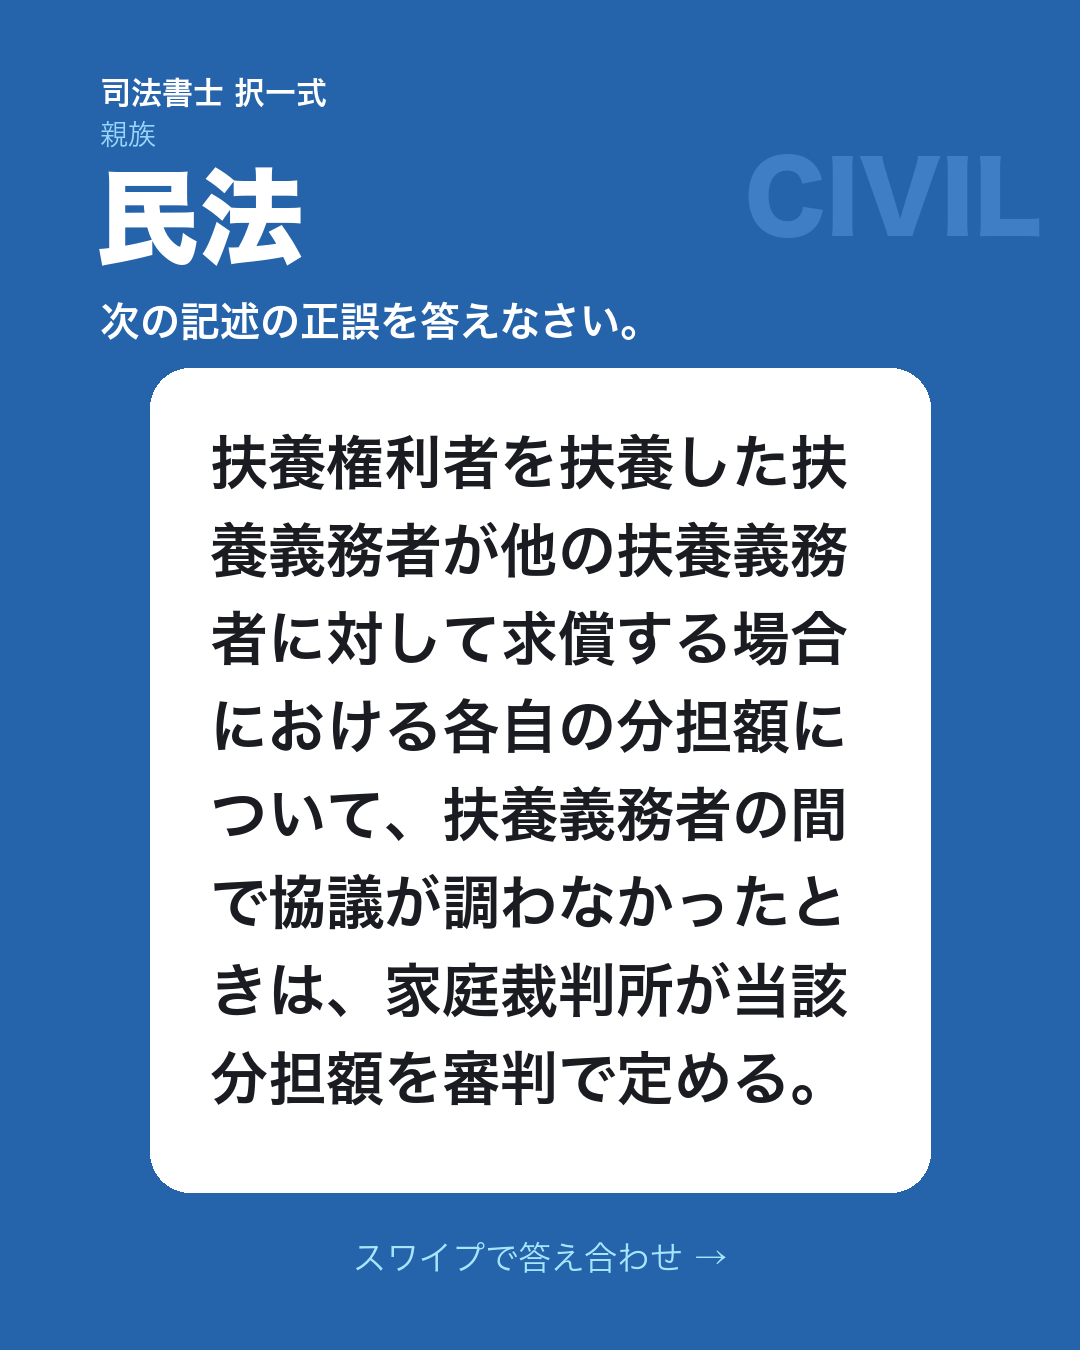 司法書士 択一式
親族
民法
CIVIL
次の記述の正誤を答えなさい。
扶養権利者を扶養した扶
養義務者が他の扶養義務
者に対して求償する場合
における各自の分担額に
ついて、扶養義務者の間
で協議が調わなかったと
きは、家庭裁判所が当該
分担額を審判で定める。
スワイプで答え合わせ →